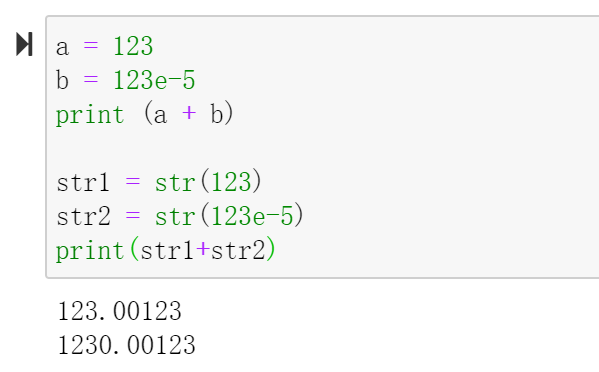 a = 123
b = 123e-5
print (a + b)
str1 = str(123)
str2 = str(123e-5)
print(str1+str2)
123.00123
1230.00123